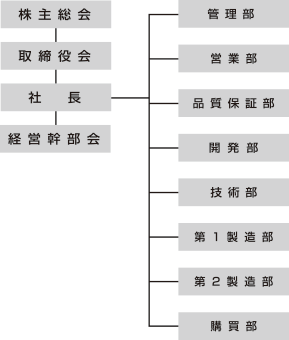 株主総会
取締役会
社長
経営幹部会
管理部
営業部
品質保証部
開発部
技術部
第1製造部
第2製造部
購買部